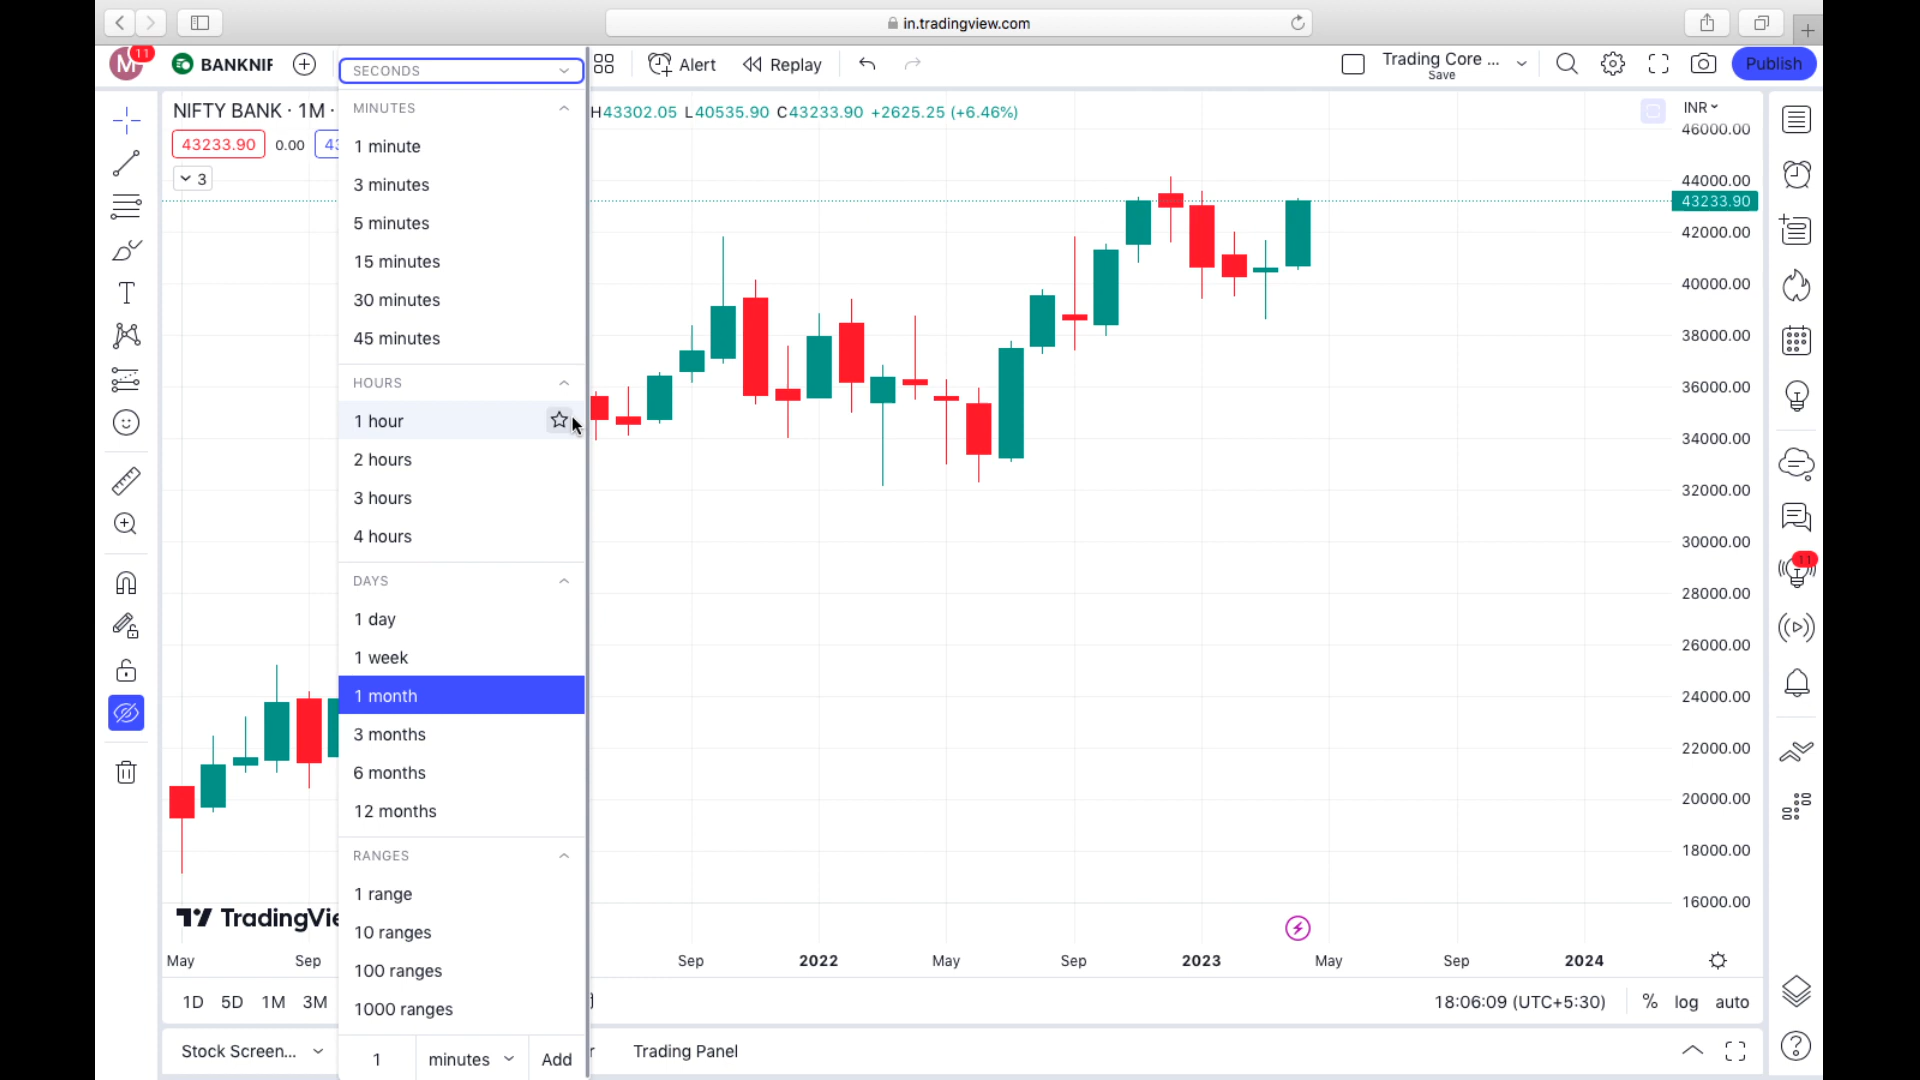 in.tradingview.com
M
11
BANKNIF
Alert
Replay
Trading Core ...
Save
Publish
SECONDS
MINUTES
1 minute
3 minutes
5 minutes
15 minutes
30 minutes
45 minutes
HOURS
1 hour
2 hours
3 hours
4 hours
DAYS
1 day
1 week
1 month
3 months
6 months
12 months
RANGES
1 range
10 ranges
100 ranges
1000 ranges
1 minutes Add
NIFTY BANK · 1M ·
H43302.05 L40535.90 C43233.90 +2625.25 (+6.46%)
43233.90 0.00 43
3
INR
46000.00
44000.00
43233.90
42000.00
40000.00
38000.00
36000.00
34000.00
32000.00
30000.00
28000.00
26000.00
24000.00
22000.00
20000.00
18000.00
16000.00
11
TradingVie
May Sep Sep 2022 May Sep 2023 May Sep 2024
1D 5D 1M 3M
18:06:09 (UTC+5:30) % log auto
Stock Screen... r Trading Panel